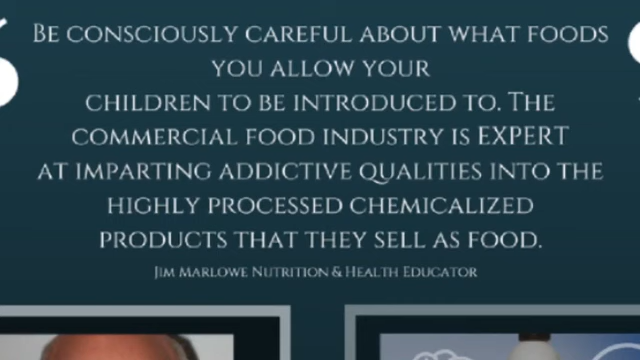 BE CONSCIOUSLY CAREFUL ABOUT WHAT FOODS
YOU ALLOW YOUR
CHILDREN TO BE INTRODUCED TO. THE
COMMERCIAL FOOD INDUSTRY IS EXPERT
AT IMPARTING ADDICTIVE QUALITIES INTO THE
HIGHLY PROCESSED CHEMICALIZED
PRODUCTS THAT THEY SELL AS FOOD.
JIM MARLOWE NUTRITION & HEALTH EDUCATOR